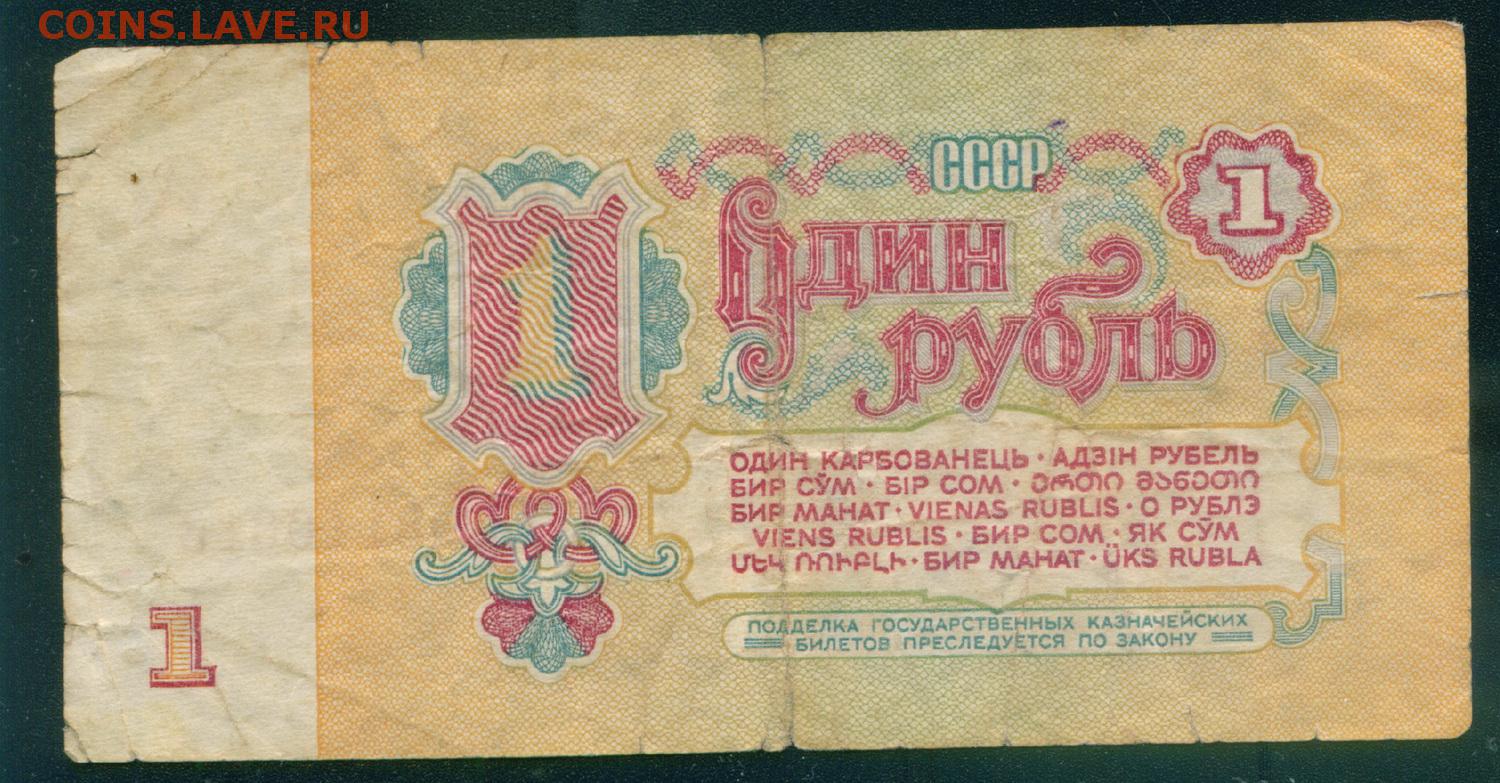 COINS.LAVE.RU
СССР
1
Один
1
рубль
ОДИН КАРБОВАНЕЦЬ · АДЗІН РУБЕЛЬ
БИР СЎМ · БІР СОМ · ᲔᲠᲗᲘ ᲛᲐᲜᲔᲗᲘ
БИР МАНАТ · VIENAS RUBLIS · О РУБЛЭ
VIENS RUBLIS · БИР СОМ · ЯК СӮМ
ՄԵԿ ՌՈՒԲԼԻ · БИР МАНАТ · ÜKS RUBLA
ПОДДЕЛКА ГОСУДАРСТВЕННЫХ КАЗНАЧЕЙСКИХ
БИЛЕТОВ ПРЕСЛЕДУЕТСЯ ПО ЗАКОНУ
1